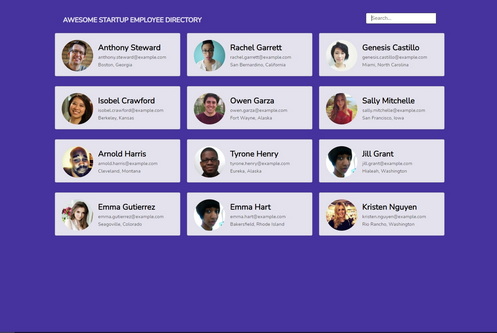 AWESOME STARTUP EMPLOYEE DIRECTORY
Search...
Anthony Steward
anthony.steward@example.com
Boston, Georgia
Rachel Garrett
rachel.garrett@example.com
San Bernardino, California
Genesis Castillo
genesis.castillo@example.com
Miami, North Carolina
Isobel Crawford
isobel.crawford@example.com
Berkeley, Kansas
Owen Garza
owen.garza@example.com
Fort Wayne, Alaska
Sally Mitchelle
sally.mitchelle@example.com
San Francisco, Iowa
Arnold Harris
arnold.harris@example.com
Cleveland, Montana
Tyrone Henry
tyrone.henry@example.com
Eureka, Alaska
Jill Grant
jill.grant@example.com
Hialeah, Washington
Emma Gutierrez
emma.gutierrez@example.com
Seagoville, Colorado
Emma Hart
emma.hart@example.com
Bakersfield, Rhode Island
Kristen Nguyen
kristen.nguyen@example.com
Rio Rancho, Washington